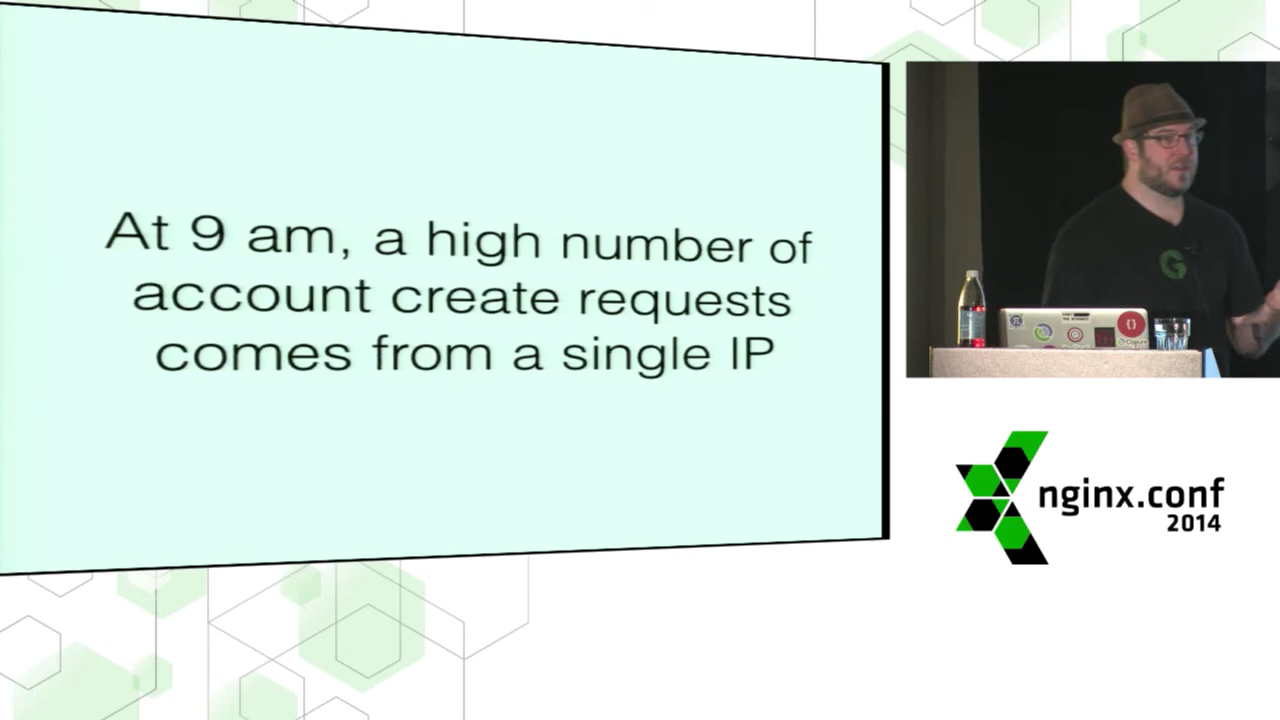 At 9 am, a high number of
account create requests
comes from a single IP
G
{}
nginx.conf
2014